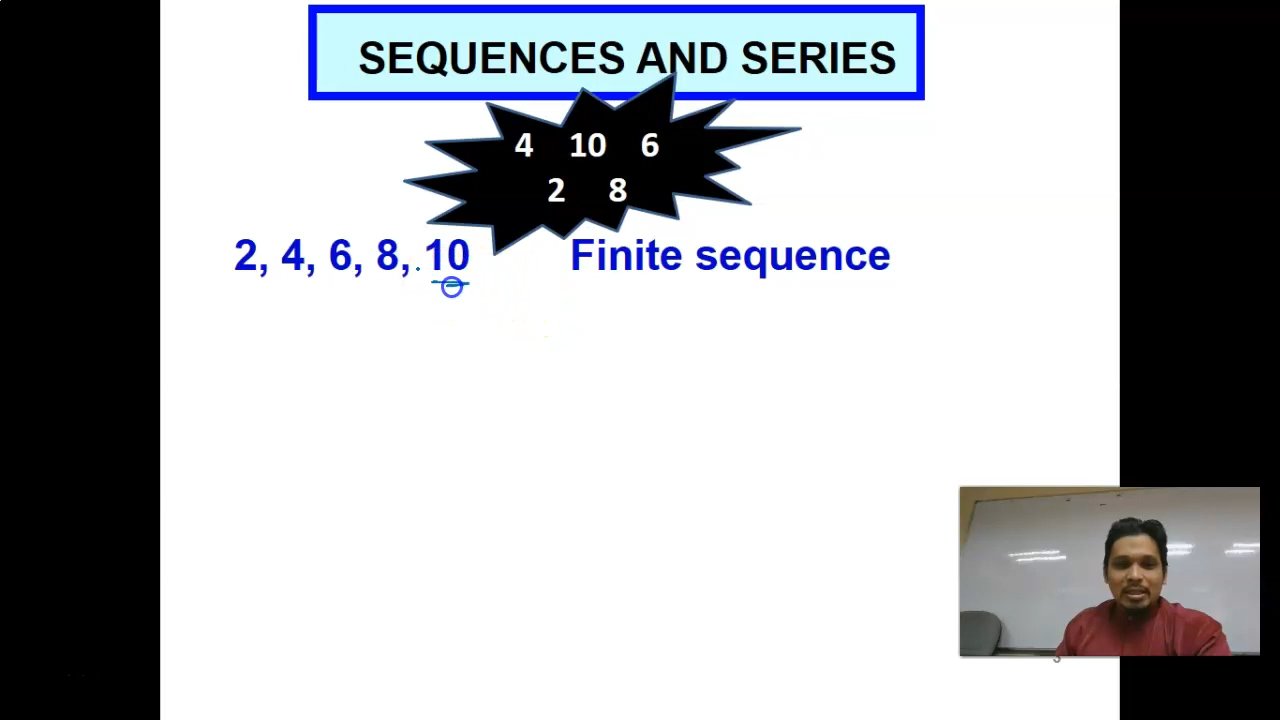 SEQUENCES AND SERIES
4 10 6
2 8
2, 4, 6, 8, 10 Finite sequence